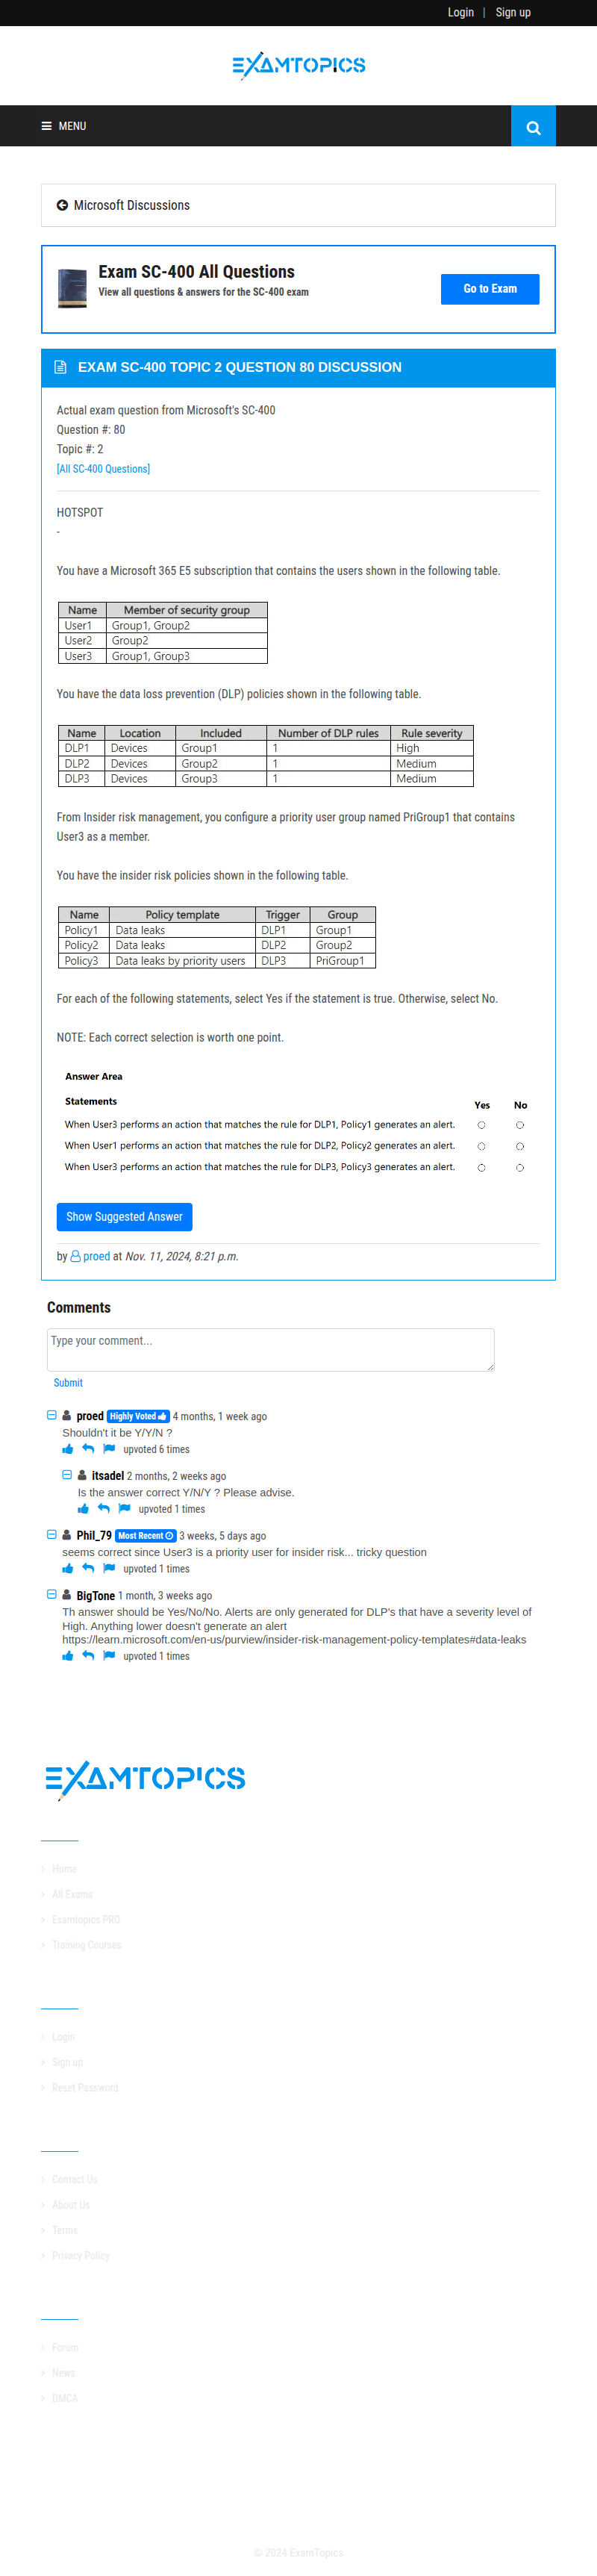 Login | Sign up
EXAMTOPICS
MENU
Microsoft Discussions
Exam SC-400 All Questions
View all questions & answers for the SC-400 exam
Go to Exam
EXAM SC-400 TOPIC 2 QUESTION 80 DISCUSSION
Actual exam question from Microsoft's SC-400
Question #: 80
Topic #: 2
[All SC-400 Questions]
HOTSPOT
-
You have a Microsoft 365 E5 subscription that contains the users shown in the following table.
Name Member of security group
User1 Group1, Group2
User2 Group2
User3 Group1, Group3
You have the data loss prevention (DLP) policies shown in the following table.
Name Location Included Number of DLP rules Rule severity
DLP1 Devices Group1 1 High
DLP2 Devices Group2 1 Medium
DLP3 Devices Group3 1 Medium
From Insider risk management, you configure a priority user group named PriGroup1 that contains
User3 as a member.
You have the insider risk policies shown in the following table.
Name Policy template Trigger Group
Policy1 Data leaks DLP1 Group1
Policy2 Data leaks DLP2 Group2
Policy3 Data leaks by priority users DLP3 PriGroup1
For each of the following statements, select Yes if the statement is true. Otherwise, select No.
NOTE: Each correct selection is worth one point.
Answer Area
Statements Yes No
When User3 performs an action that matches the rule for DLP1, Policy1 generates an alert.
When User1 performs an action that matches the rule for DLP2, Policy2 generates an alert.
When User3 performs an action that matches the rule for DLP3, Policy3 generates an alert.
Show Suggested Answer
by proed at Nov. 11, 2024, 8:21 p.m.
Comments
Type your comment...
Submit
proed Highly Voted 4 months, 1 week ago
Shouldn't it be Y/Y/N ?
upvoted 6 times
itsadel 2 months, 2 weeks ago
Is the answer correct Y/N/Y ? Please advise.
upvoted 1 times
Phil_79 Most Recent 3 weeks, 5 days ago
seems correct since User3 is a priority user for insider risk... tricky question
upvoted 1 times
BigTone 1 month, 3 weeks ago
Th answer should be Yes/No/No. Alerts are only generated for DLP's that have a severity level of
High. Anything lower doesn't generate an alert
https://learn.microsoft.com/en-us/purview/insider-risk-management-policy-templates#data-leaks
upvoted 1 times
EXAMTOPICS
Home
All Exams
Examtopics PRO
Training Courses
Login
Sign up
Reset Password
Contact Us
About Us
Terms
Privacy Policy
Forum
News
DMCA
© 2024 ExamTopics